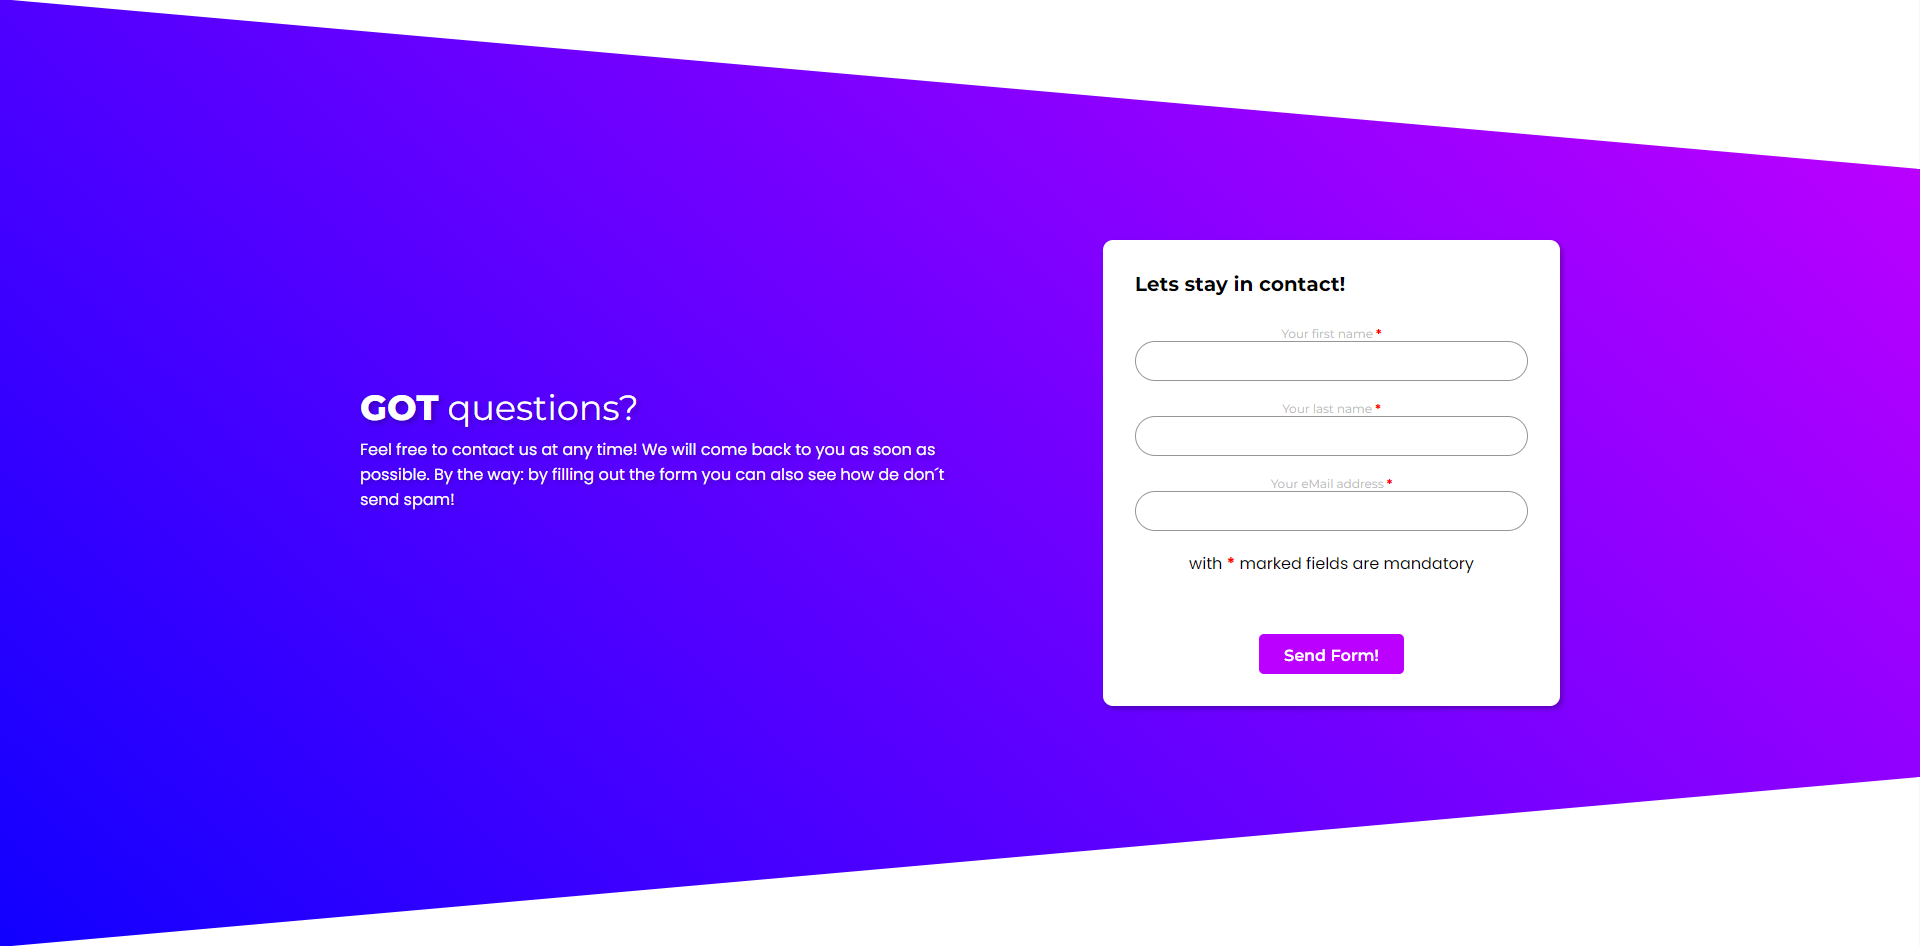 GOT questions?
Feel free to contact us at any time! We will come back to you as soon as
possible. By the way: by filling out the form you can also see how de don´t
send spam!
Lets stay in contact!
Your first name *
Your last name *
Your eMail address *
with * marked fields are mandatory
Send Form!